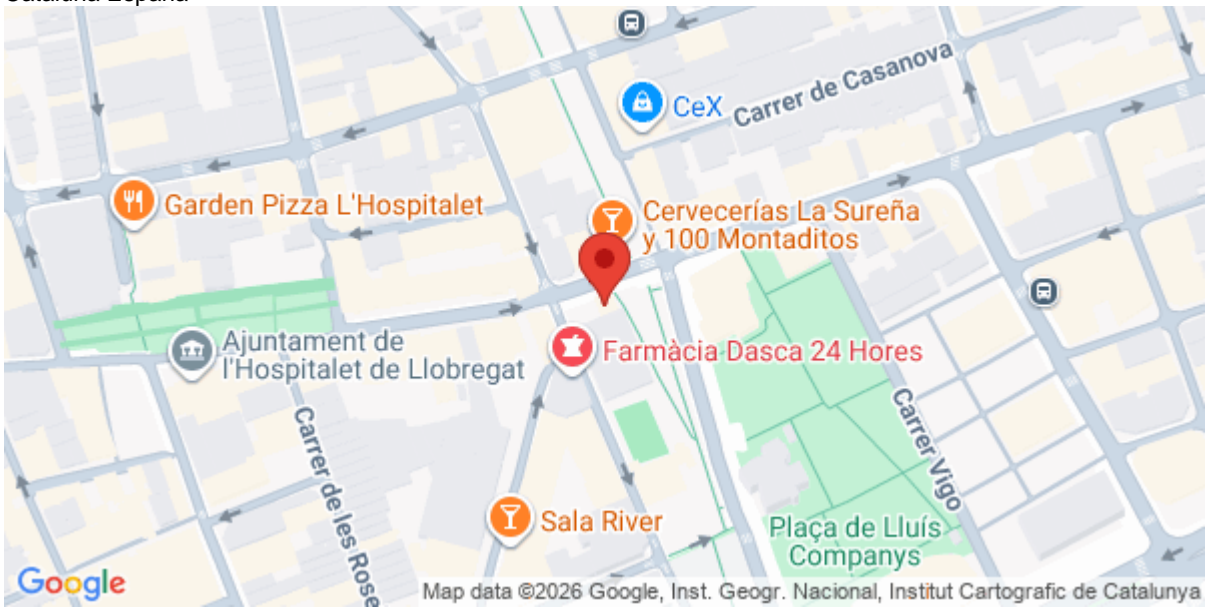 Cataluña España
CeX
Carrer de Casanova
Garden Pizza L'Hospitalet
Cervecerías La Sureña
y 100 Montaditos
Ajuntament de
l'Hospitalet de Llobregat
Farmàcia Dasca 24 Hores
Carrer de les Rose
Carrer Vigo
Sala River
Plaça de Lluís
Companys
Google
Map data ©2026 Google, Inst. Geogr. Nacional, Institut Cartografic de Catalunya